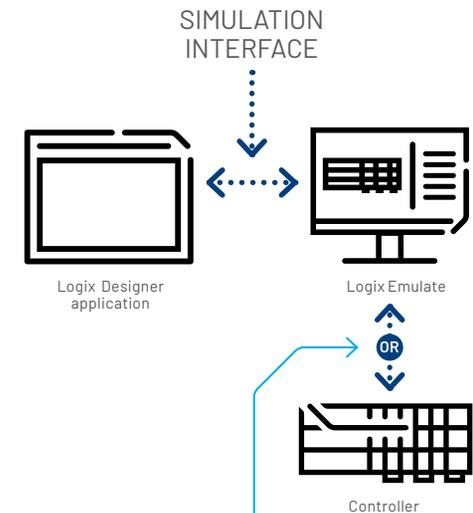 SIMULATION
INTERFACE
Logix Designer
application
Logix Emulate
OR
Controller